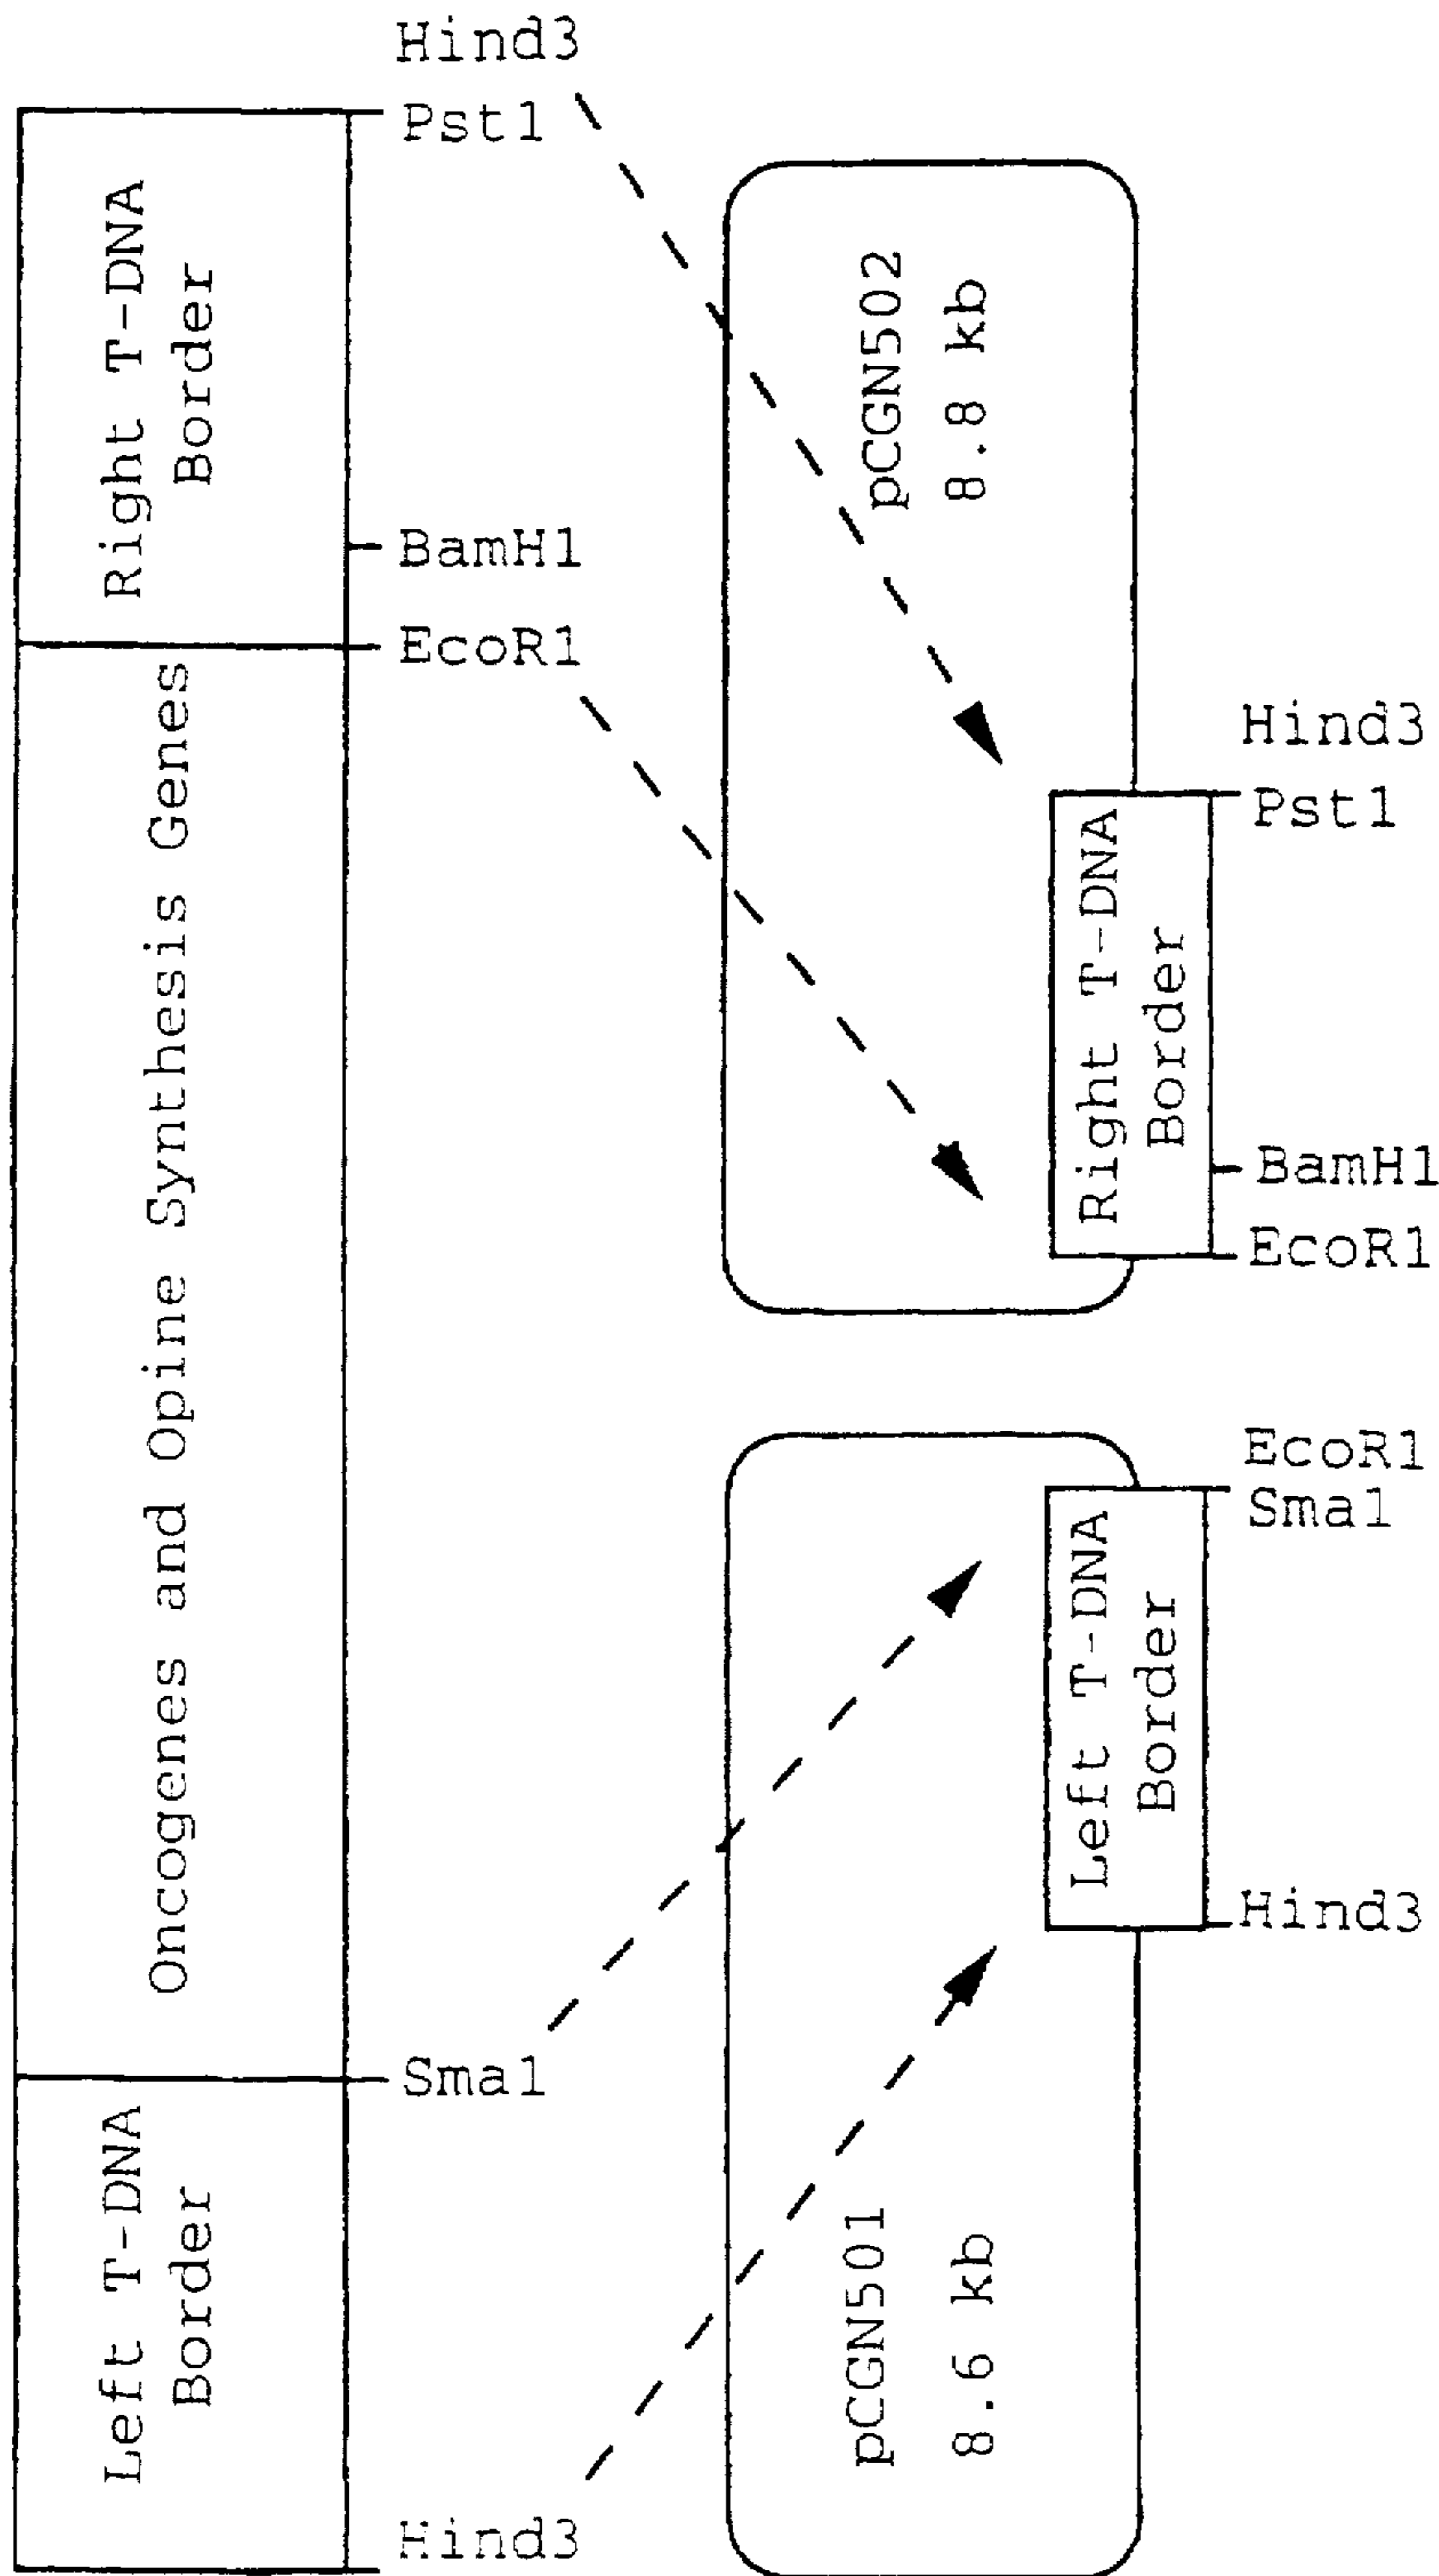 Left T-DNA
Border
Oncogenes and Opine Synthesis Genes
Right T-DNA
Border
Hind3
Sma1
EcoR1
BamH1
Pst1
Hind3
pCGN501
8.6 kb
Left T-DNA
Border
Hind3
Sma1
EcoR1
pCGN502
8.8 kb
Right T-DNA
Border
EcoR1
BamH1
Pst1
Hind3